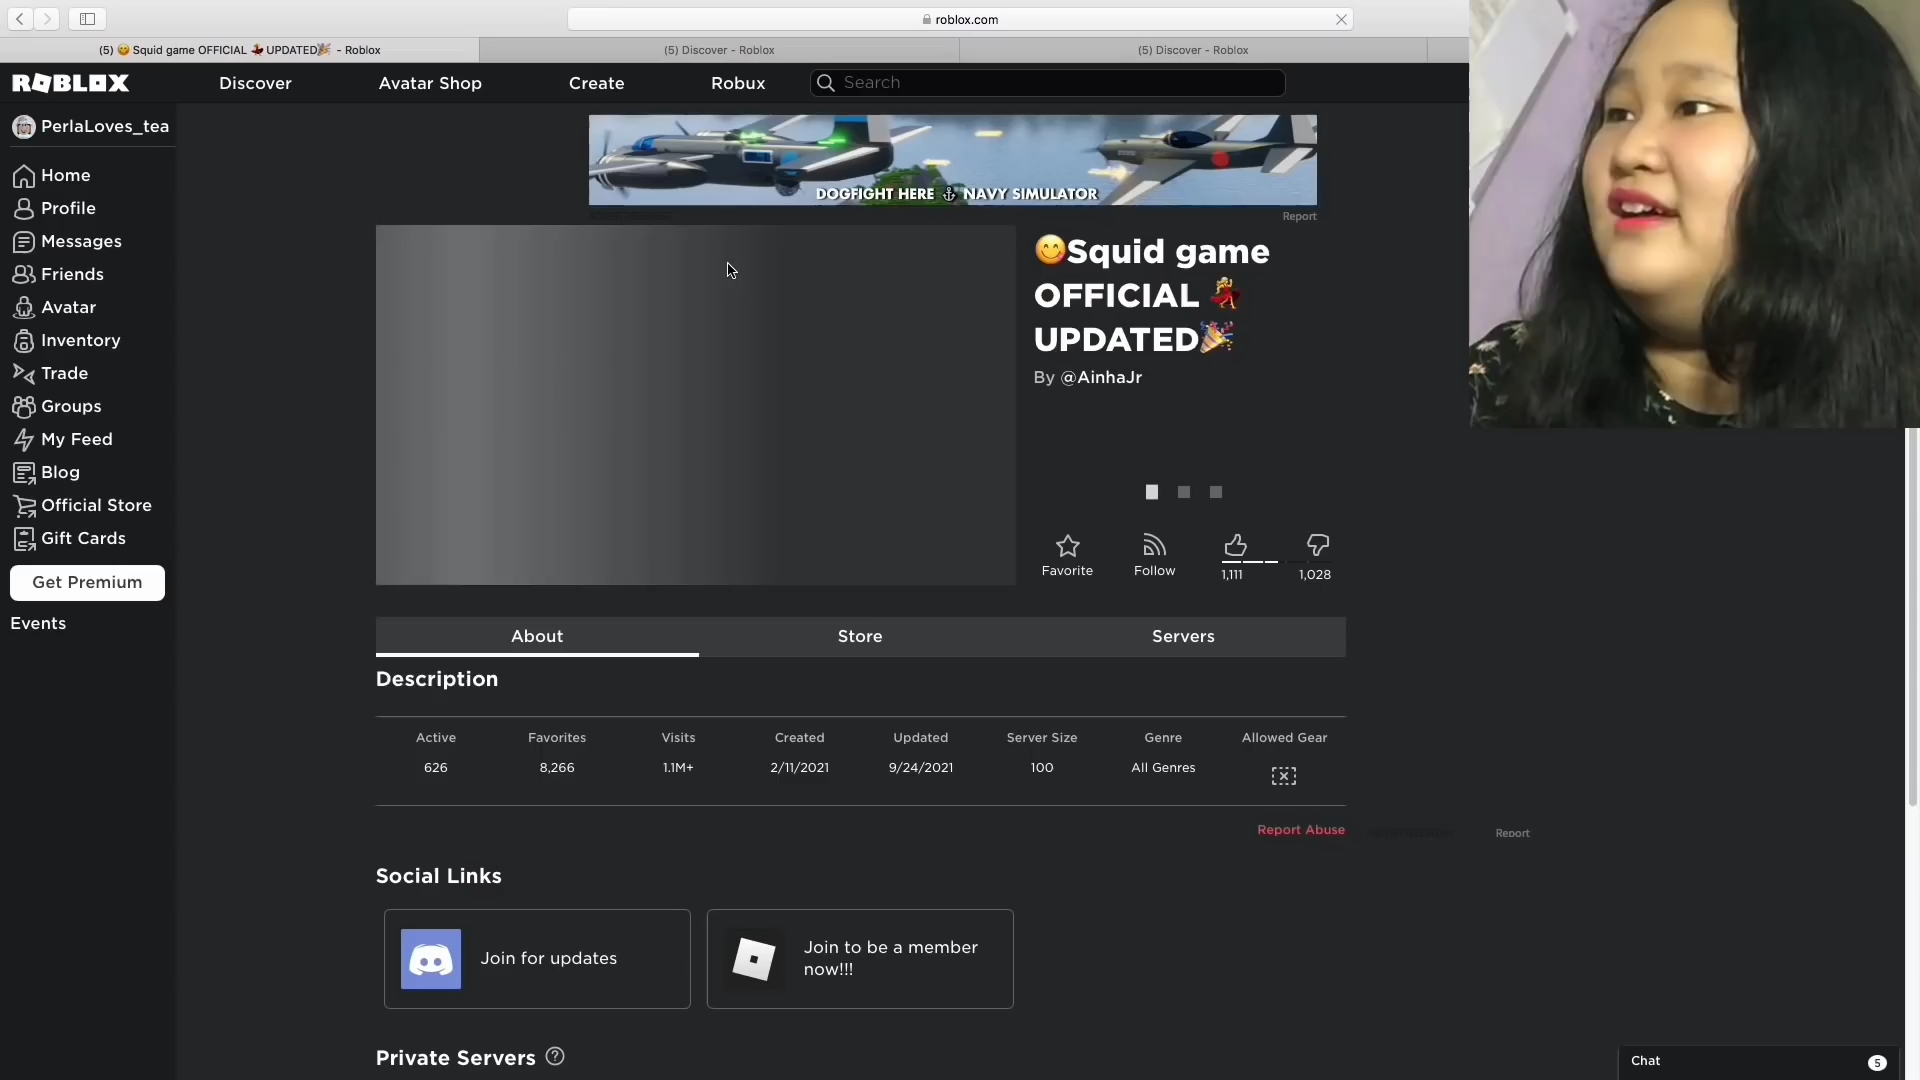 roblox.com
(5) 😋 Squid game OFFICIAL 💃 UPDATED🎉 - Roblox
(5) Discover - Roblox
(5) Discover - Roblox
ROBLOX
Discover
Avatar Shop
Create
Robux
Search
PerlaLoves_tea
Home
Profile
Messages
Friends
Avatar
Inventory
Trade
Groups
My Feed
Blog
Official Store
Gift Cards
Get Premium
Events
DOGFIGHT HERE ⚓ NAVY SIMULATOR
Report
😋Squid game
OFFICIAL 💃
UPDATED🎉
By @AinhaJr
Favorite
Follow
1,111
1,028
About
Store
Servers
Description
Active Favorites Visits Created Updated Server Size Genre Allowed Gear
626 8,266 1.1M+ 2/11/2021 9/24/2021 100 All Genres
Report Abuse
Report
Social Links
Join for updates
Join to be a member
now!!!
Private Servers ?
Chat
5